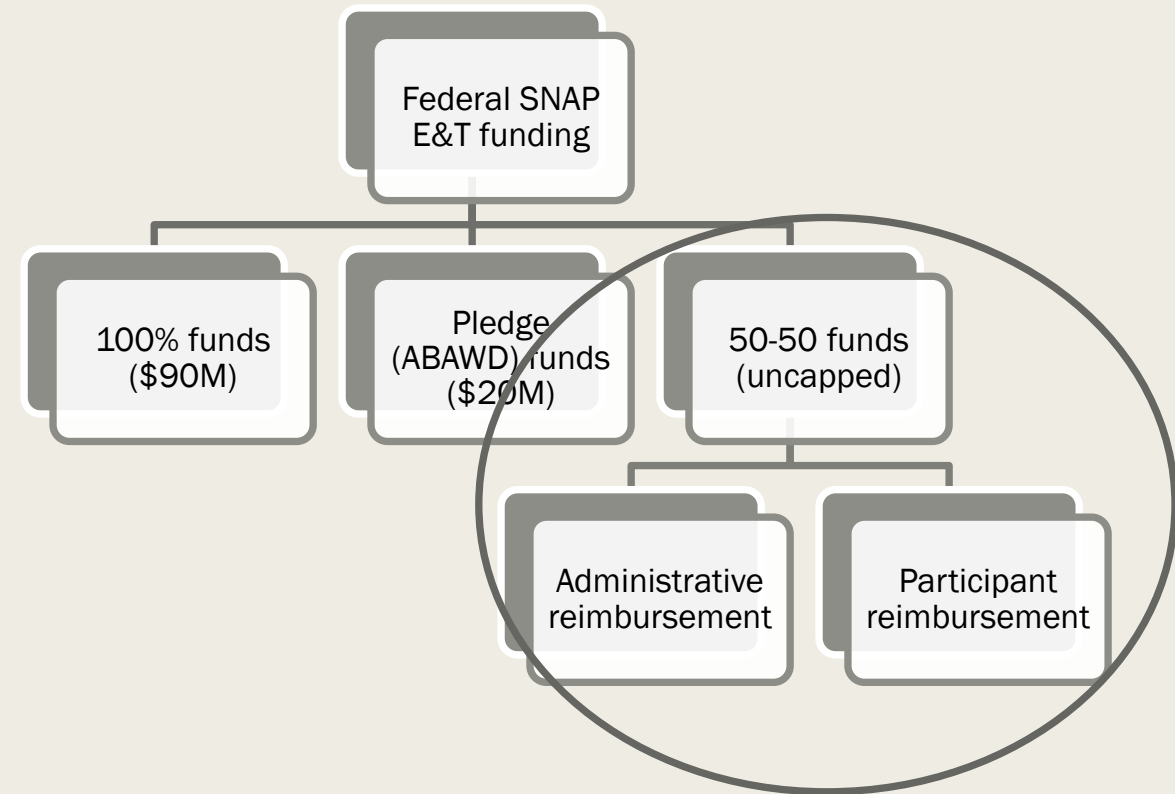 Federal SNAP
E&T funding
100% funds
($90M)
Pledge
(ABAWD) funds
($20M)
50-50 funds
(uncapped)
Administrative
reimbursement
Participant
reimbursement